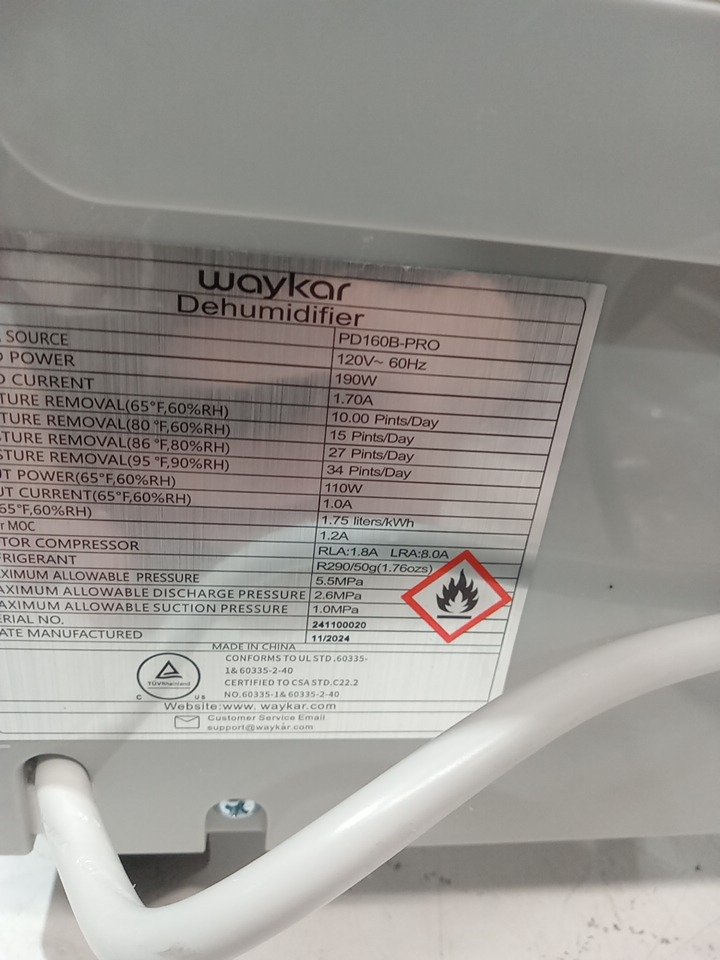 waykar
Dehumidifier
PD160B-PRO
SOURCE 120V~ 60Hz
POWER 190W
CURRENT 1.70A
REMOVAL(65°F,60%RH) 10.00 Pints/Day
REMOVAL(80 °F,60%RH) 15 Pints/Day
REMOVAL(86 °F,80%RH) 27 Pints/Day
REMOVAL(95 °F,90%RH) 34 Pints/Day
POWER(65°F,60%RH) 110W
CURRENT(65°F,60%RH) 1.0A
65°F,60%RH) 1.75 liters/kWh
MOC 1.2A
COMPRESSOR RLA:1.8A LRA:8.0A
FRIGERANT R290/50g(1.76ozs)
AXIMUM ALLOWABLE PRESSURE 5.5MPa
AXIMUM ALLOWABLE DISCHARGE PRESSURE 2.6MPa
AXIMUM ALLOWABLE SUCTION PRESSURE 1.0MPa
ERIAL NO. 241100020
ATE MANUFACTURED 11/2024
MADE IN CHINA
CONFORMS TO UL STD .60335-
1& 60335-2-40
CERTIFIED TO CSA STD.C22.2
NO.60335-1& 60335-2-40
TÜVRheinland
C US
Website:www. waykar.com
Customer Service Email
support@waykar.com